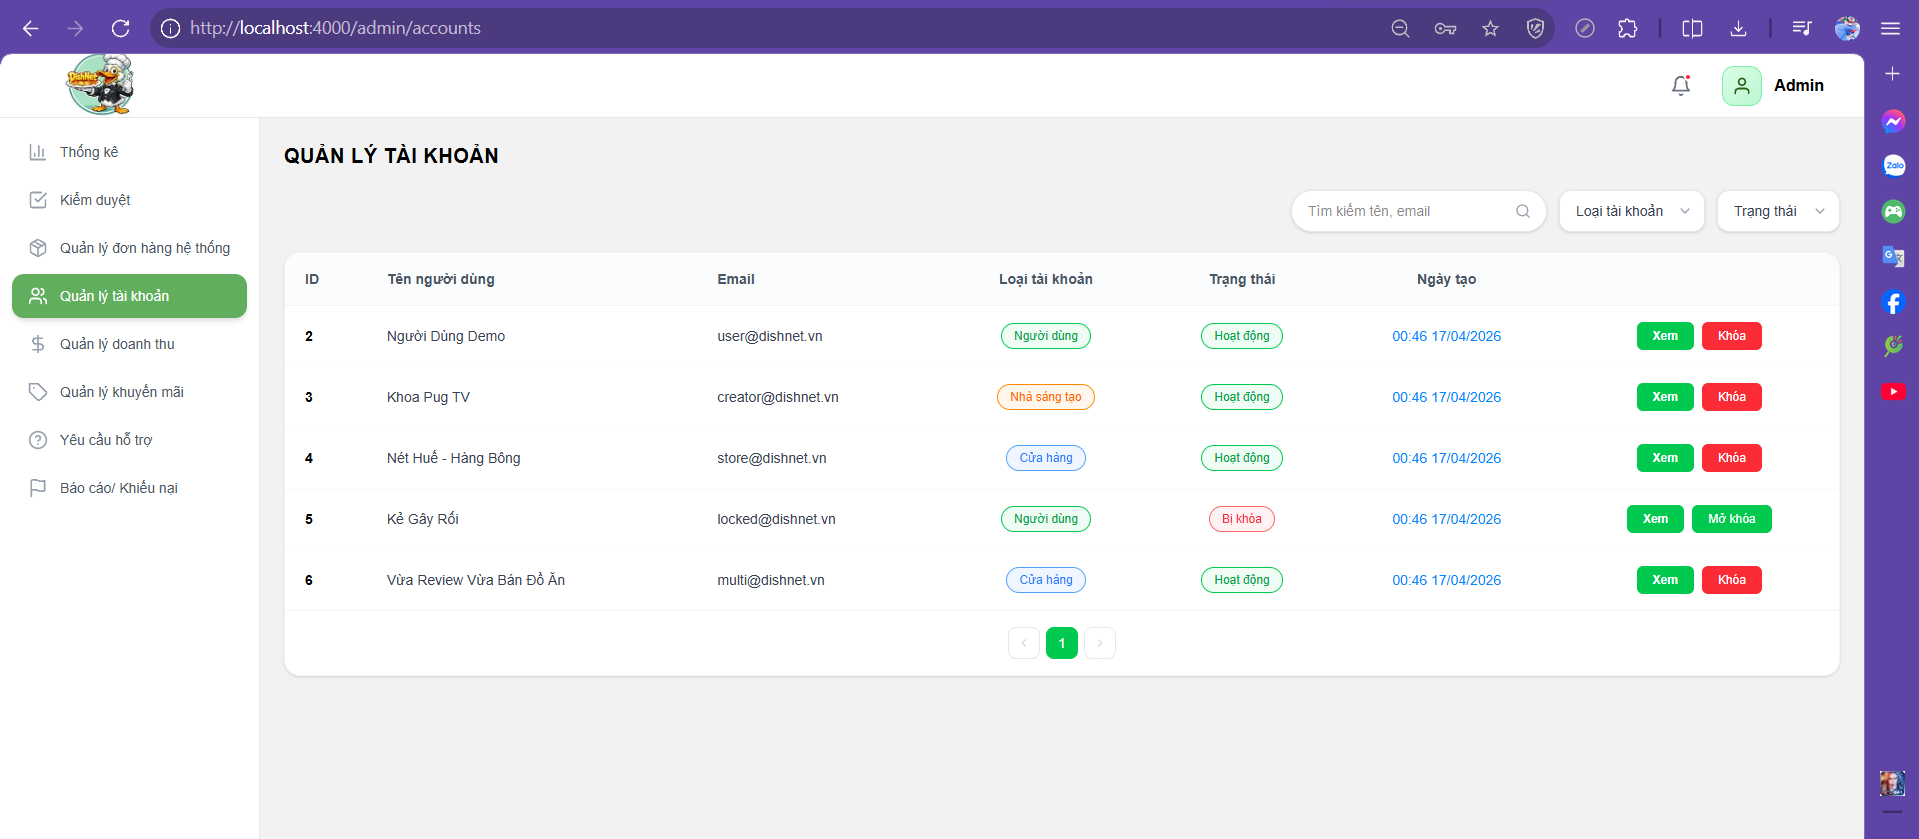 http://localhost:4000/admin/accounts
DishNet
Admin
Zalo
Thống kê
Kiểm duyệt
Quản lý đơn hàng hệ thống
Quản lý tài khoản
Quản lý doanh thu
Quản lý khuyến mãi
Yêu cầu hỗ trợ
Báo cáo/ Khiếu nại
QUẢN LÝ TÀI KHOẢN
Tìm kiếm tên, email
Loại tài khoản
Trạng thái
ID Tên người dùng Email Loại tài khoản Trạng thái Ngày tạo
2 Người Dùng Demo user@dishnet.vn Người dùng Hoạt động 00:46 17/04/2026 Xem Khóa
3 Khoa Pug TV creator@dishnet.vn Nhà sáng tạo Hoạt động 00:46 17/04/2026 Xem Khóa
4 Nét Huế - Hàng Bông store@dishnet.vn Cửa hàng Hoạt động 00:46 17/04/2026 Xem Khóa
5 Kẻ Gây Rối locked@dishnet.vn Người dùng Bị khóa 00:46 17/04/2026 Xem Mở khóa
6 Vừa Review Vừa Bán Đồ Ăn multi@dishnet.vn Cửa hàng Hoạt động 00:46 17/04/2026 Xem Khóa
1